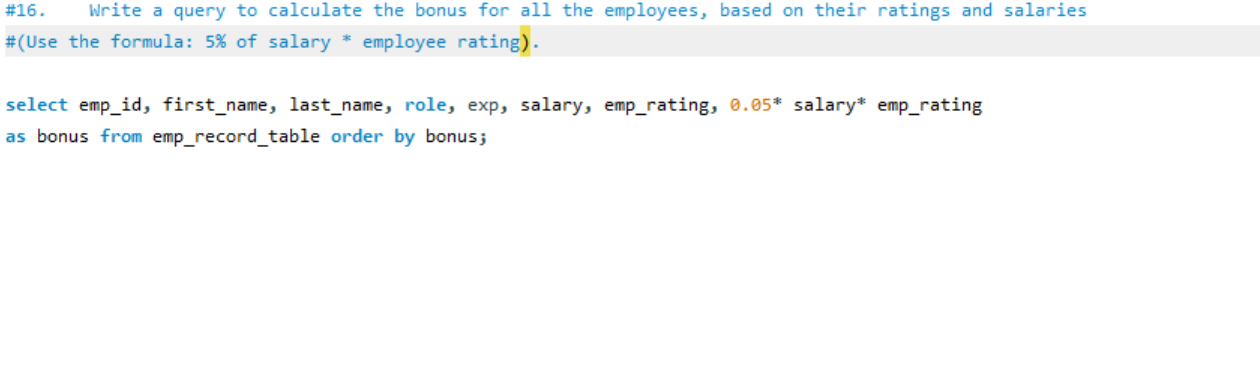 #16.    Write a query to calculate the bonus for all the employees, based on their ratings and salaries
#(Use the formula: 5% of salary * employee rating).
select emp_id, first_name, last_name, role, exp, salary, emp_rating, 0.05* salary* emp_rating
as bonus from emp_record_table order by bonus;